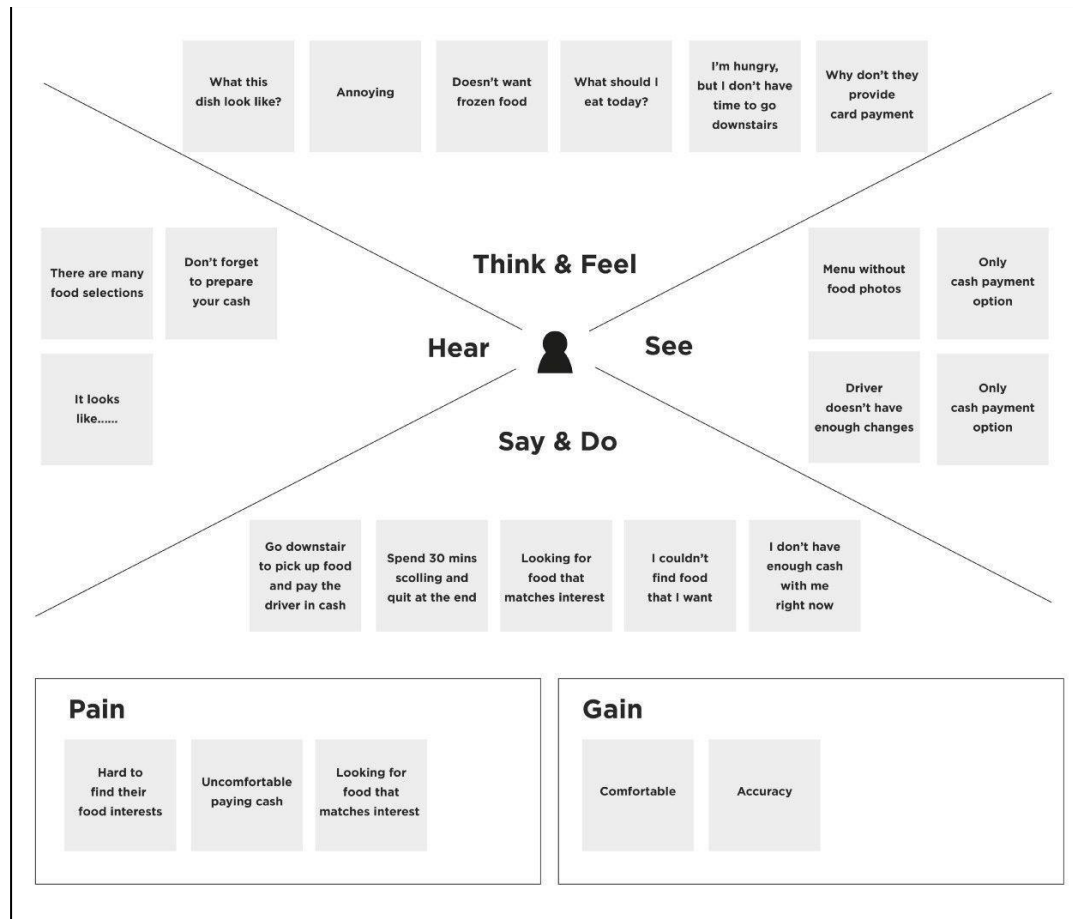 What this
dish look like?
Annoying
Doesn't want
frozen food
What should I
eat today?
I'm hungry,
but I don't have
time to go
downstairs
Why don't they
provide
card payment
Think & Feel
There are many
food selections
Don't forget
to prepare
your cash
It looks
like......
Hear
See
Menu without
food photos
Only
cash payment
option
Driver
doesn't have
enough changes
Only
cash payment
option
Say & Do
Go downstair
to pick up food
and pay the
driver in cash
Spend 30 mins
scolling and
quit at the end
Looking for
food that
matches interest
I couldn't
find food
that I want
I don't have
enough cash
with me
right now
Pain
Hard to
find their
food interests
Uncomfortable
paying cash
Looking for
food that
matches interest
Gain
Comfortable
Accuracy